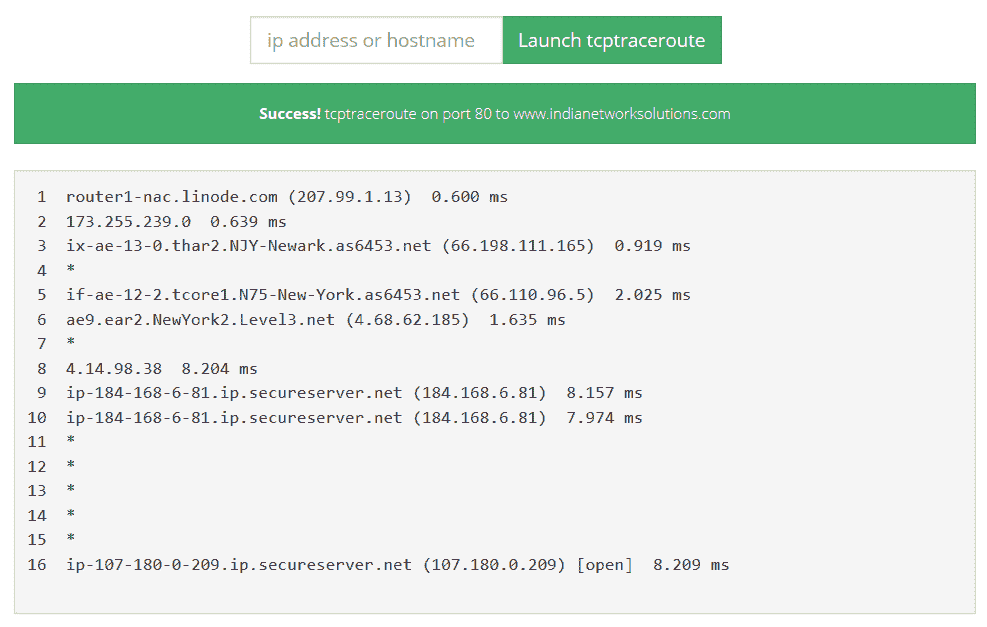 ip address or hostname Launch tcptraceroute
Success! tcptraceroute on port 80 to www.indianetworksolutions.com
1 router1-nac.linode.com (207.99.1.13) 0.600 ms
2 173.255.239.0 0.639 ms
3 ix-ae-13-0.thar2.NJY-Newark.as6453.net (66.198.111.165) 0.919 ms
4 *
5 if-ae-12-2.tcore1.N75-New-York.as6453.net (66.110.96.5) 2.025 ms
6 ae9.ear2.NewYork2.Level3.net (4.68.62.185) 1.635 ms
7 *
8 4.14.98.38 8.204 ms
9 ip-184-168-6-81.ip.secureserver.net (184.168.6.81) 8.157 ms
10 ip-184-168-6-81.ip.secureserver.net (184.168.6.81) 7.974 ms
11 *
12 *
13 *
14 *
15 *
16 ip-107-180-0-209.ip.secureserver.net (107.180.0.209) [open] 8.209 ms